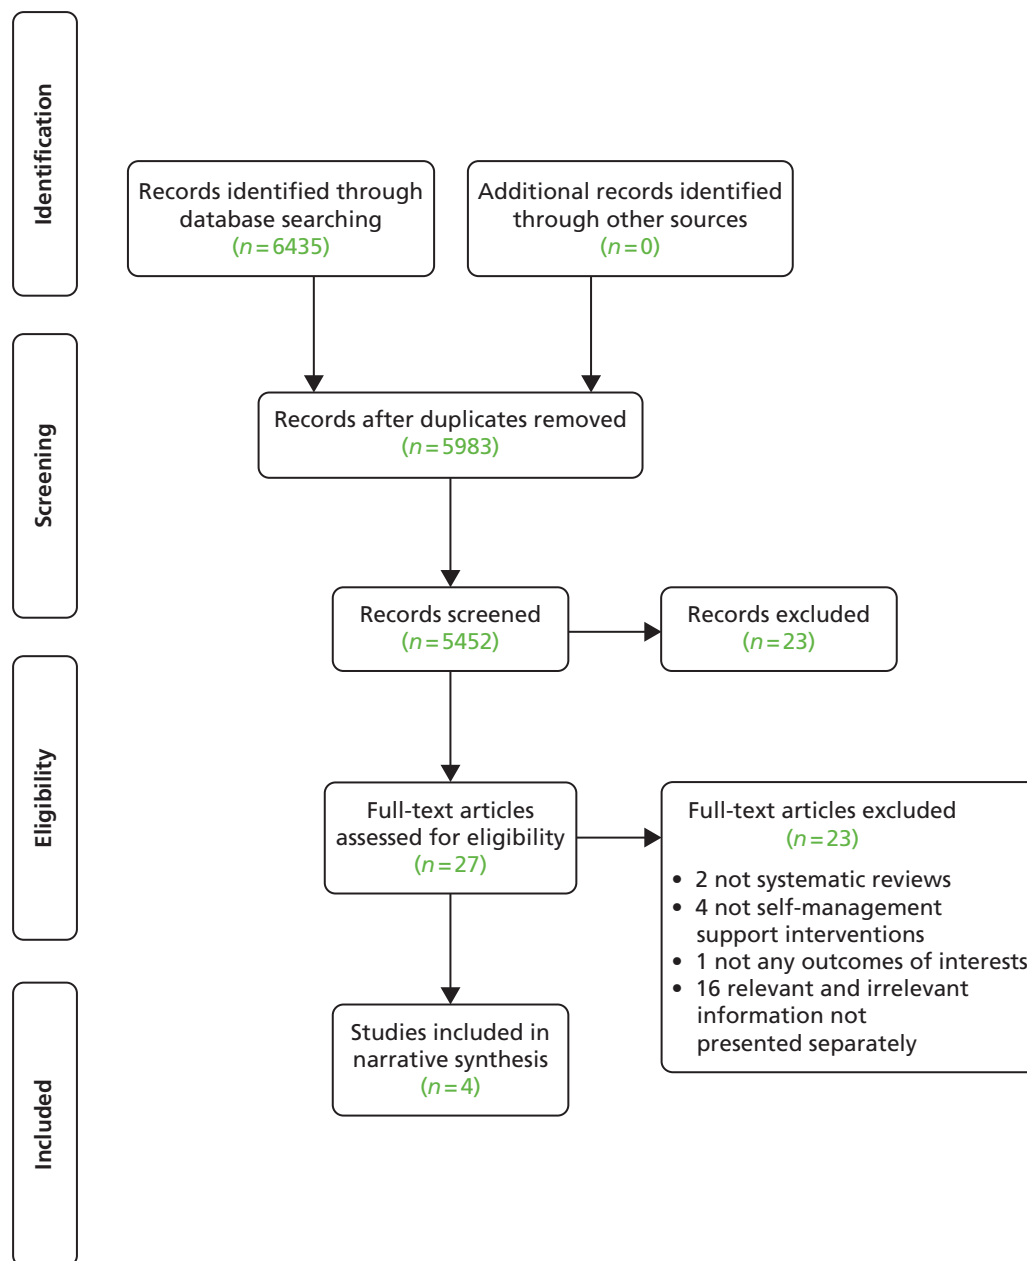 Identification
Records identified through
database searching
(n=6435)
Additional records identified
through other sources
(n=0)
Screening
Records after duplicates removed
(n=5983)
Records screened
(n=5452)
Records excluded
(n=23)
Eligibility
Full-text articles
assessed for eligibility
(n=27)
Full-text articles excluded
(n=23)
• 2 not systematic reviews
• 4 not self-management
support interventions
• 1 not any outcomes of interests
• 16 relevant and irrelevant
information not
presented separately
Included
Studies included in
narrative synthesis
(n=4)